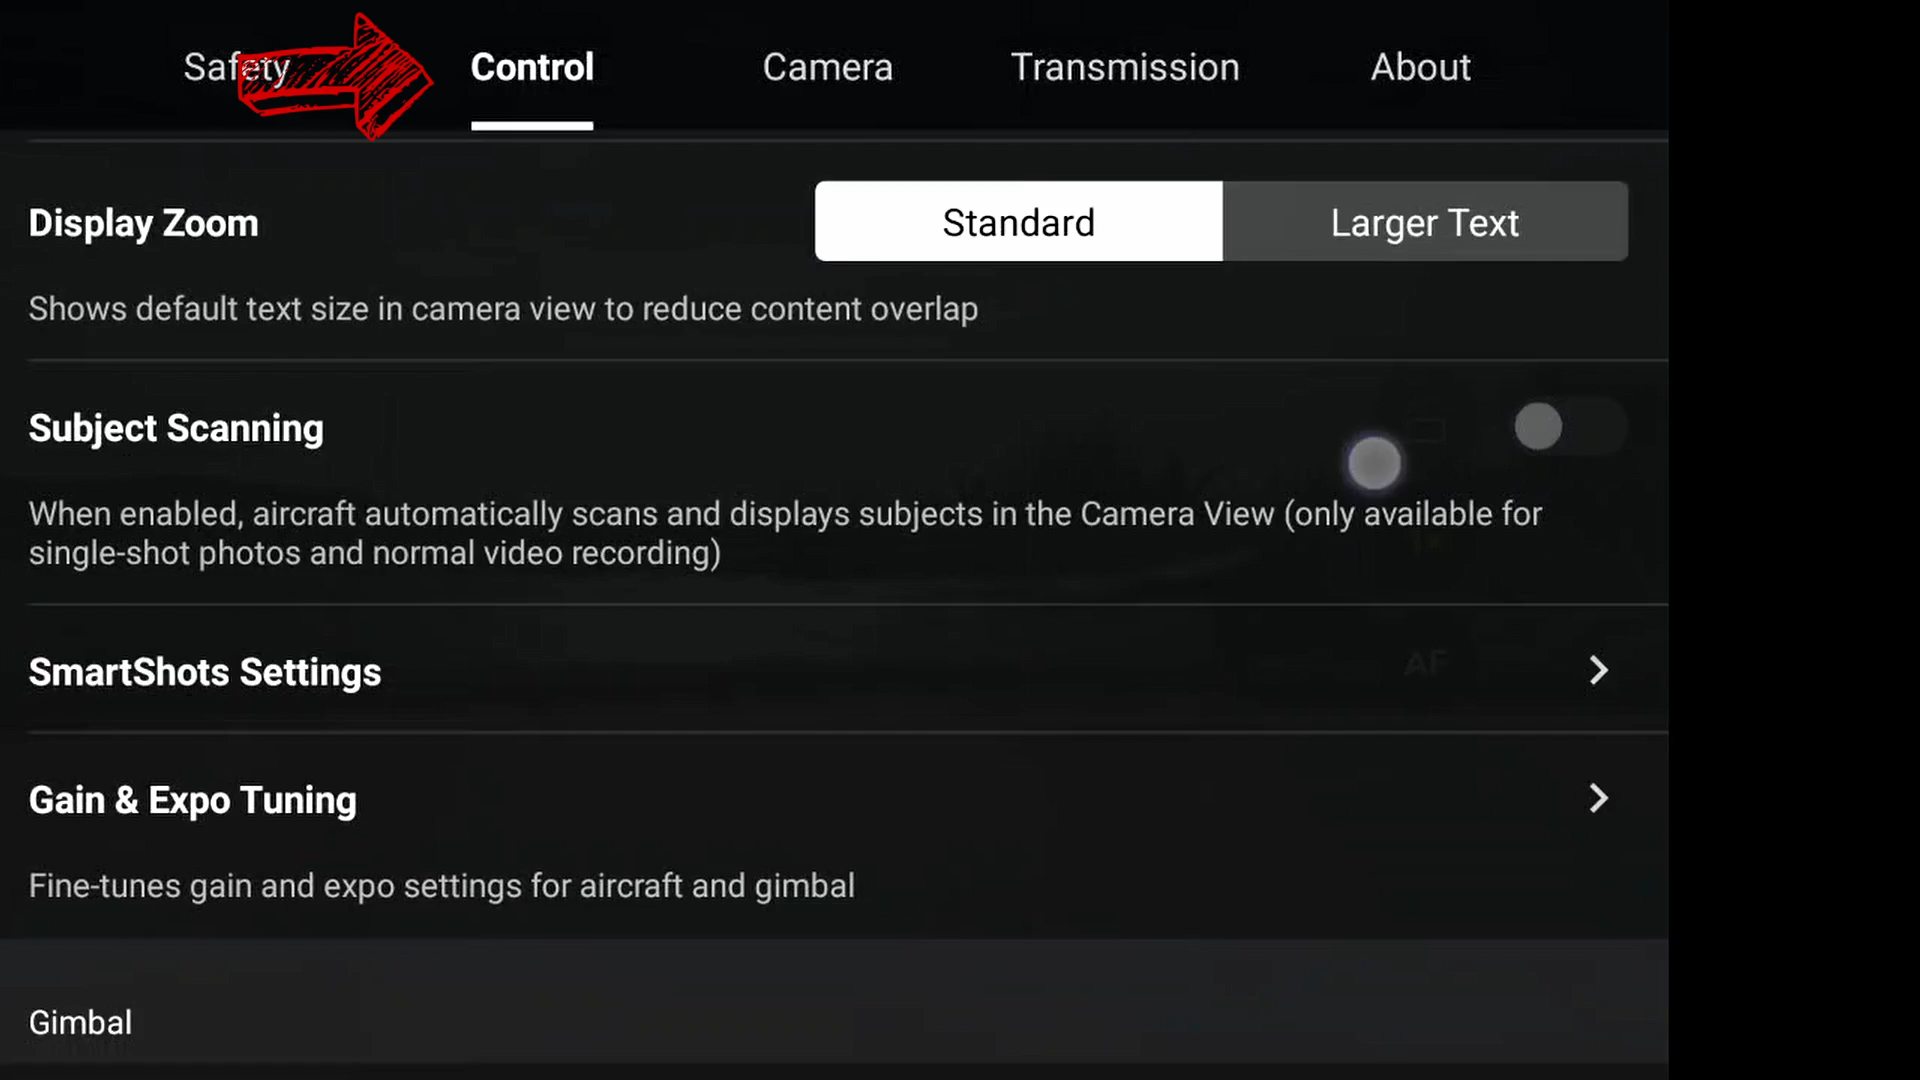 Safety Control Camera Transmission About
Display Zoom Standard Larger Text
Shows default text size in camera view to reduce content overlap
Subject Scanning
When enabled, aircraft automatically scans and displays subjects in the Camera View (only available for
single-shot photos and normal video recording)
SmartShots Settings
AF
Gain & Expo Tuning
Fine-tunes gain and expo settings for aircraft and gimbal
Gimbal